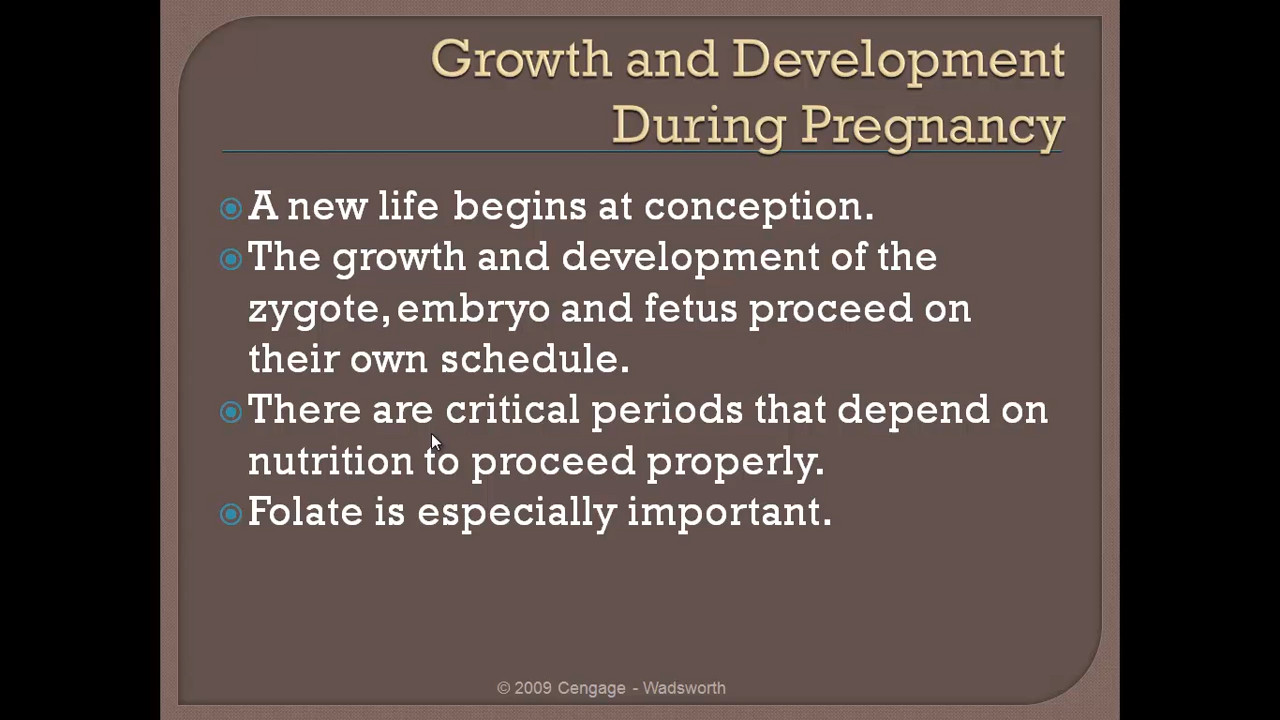 Growth and Development
During Pregnancy
A new life begins at conception.
The growth and development of the
zygote, embryo and fetus proceed on
their own schedule.
There are critical periods that depend on
nutrition to proceed properly.
Folate is especially important.
© 2009 Cengage - Wadsworth